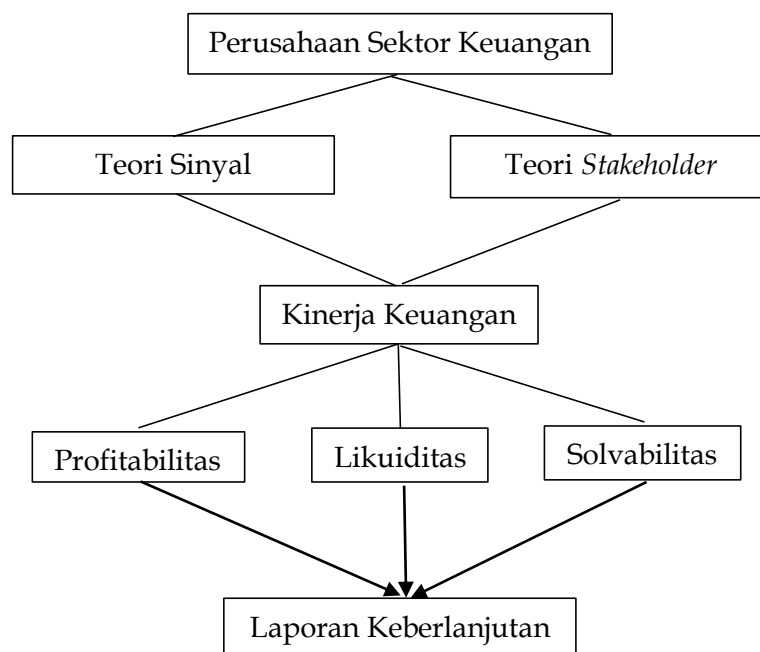 Perusahaan Sektor Keuangan
Teori Sinyal
Teori Stakeholder
Kinerja Keuangan
Profitabilitas
Likuiditas
Solvabilitas
Laporan Keberlanjutan